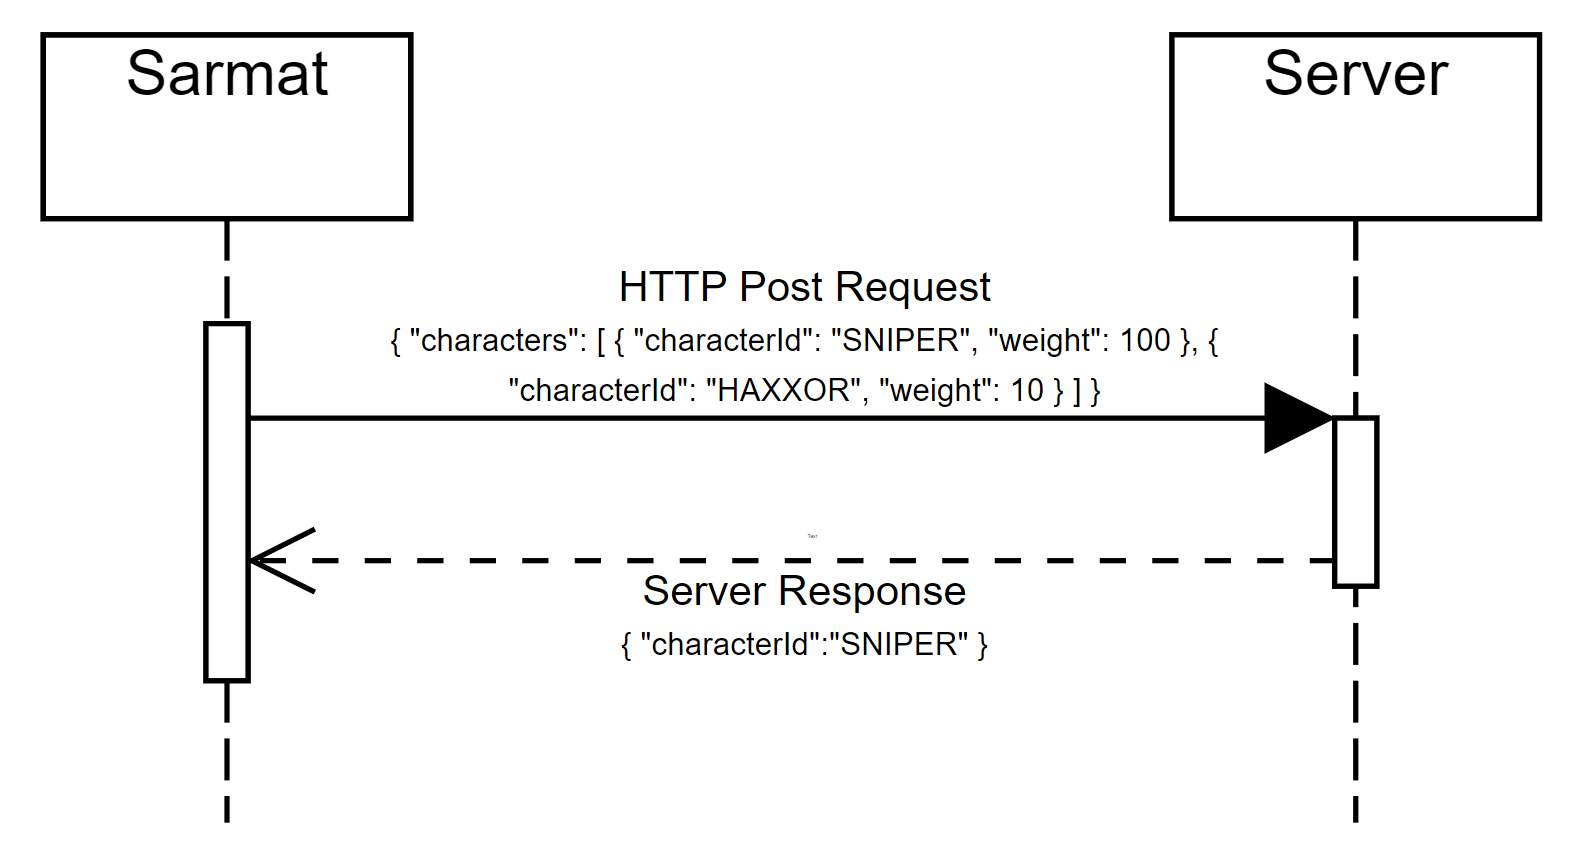 Sarmat
Server
HTTP Post Request
{ "characters": [ { "characterId": "SNIPER", "weight": 100 }, {
"characterId": "HAXXOR", "weight": 10 } ] }
Text
Server Response
{ "characterId":"SNIPER" }